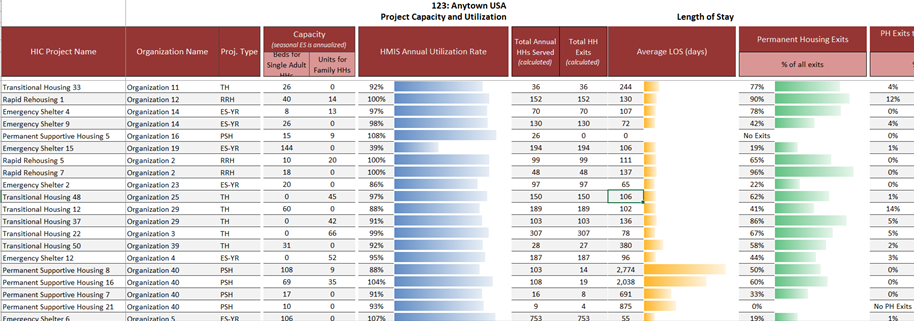 123: Anytown USA
Project Capacity and Utilization Length of Stay
HIC Project Name Organization Name Proj. Type Capacity (seasonal ES is annualized) Beds for Single Adult HHs Units for Family HHs HMIS Annual Utilization Rate Total Annual HHs Served (calculated) Total HH Exits (calculated) Average LOS (days) Permanent Housing Exits % of all exits PH Exits t %
Transitional Housing 33 Organization 11 TH 26 0 92% 36 36 244 77% 4%
Rapid Rehousing 1 Organization 12 RRH 40 14 100% 152 152 130 90% 12%
Emergency Shelter 4 Organization 14 ES-YR 8 13 97% 70 70 107 78% 0%
Emergency Shelter 9 Organization 14 ES-YR 26 0 98% 130 130 72 42% 4%
Permanent Supportive Housing 5 Organization 16 PSH 15 9 108% 26 0 0 No Exits 0%
Emergency Shelter 15 Organization 19 ES-YR 144 0 39% 194 194 106 19% 1%
Rapid Rehousing 5 Organization 2 RRH 10 20 100% 99 99 111 65% 0%
Rapid Rehousing 7 Organization 2 RRH 18 0 100% 48 48 137 96% 0%
Emergency Shelter 2 Organization 23 ES-YR 20 0 86% 97 97 65 22% 0%
Transitional Housing 48 Organization 25 TH 0 45 97% 150 150 106 62% 1%
Transitional Housing 12 Organization 29 TH 60 0 88% 189 189 102 41% 14%
Transitional Housing 37 Organization 29 TH 0 42 91% 103 103 136 86% 5%
Transitional Housing 22 Organization 3 TH 0 66 99% 307 307 78 67% 5%
Transitional Housing 50 Organization 39 TH 31 0 92% 28 27 380 58% 2%
Emergency Shelter 12 Organization 4 ES-YR 0 52 95% 187 187 96 44% 3%
Permanent Supportive Housing 8 Organization 40 PSH 108 9 88% 103 14 2,774 50% 0%
Permanent Supportive Housing 16 Organization 40 PSH 69 35 104% 108 19 2,038 60% 0%
Permanent Supportive Housing 7 Organization 40 PSH 17 0 91% 16 8 691 33% 0%
Permanent Supportive Housing 21 Organization 40 PSH 10 0 93% 9 4 875 0% No PH Exits
Emergency Shelter 6 Organization 5 ES-YR 106 0 107% 753 753 55 19% 1%